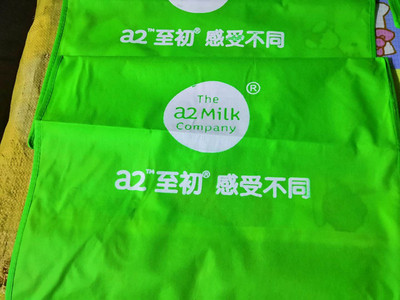 a2™至初® 感受不同
The
a2 Milk
Company
®
a2™至初® 感受不同